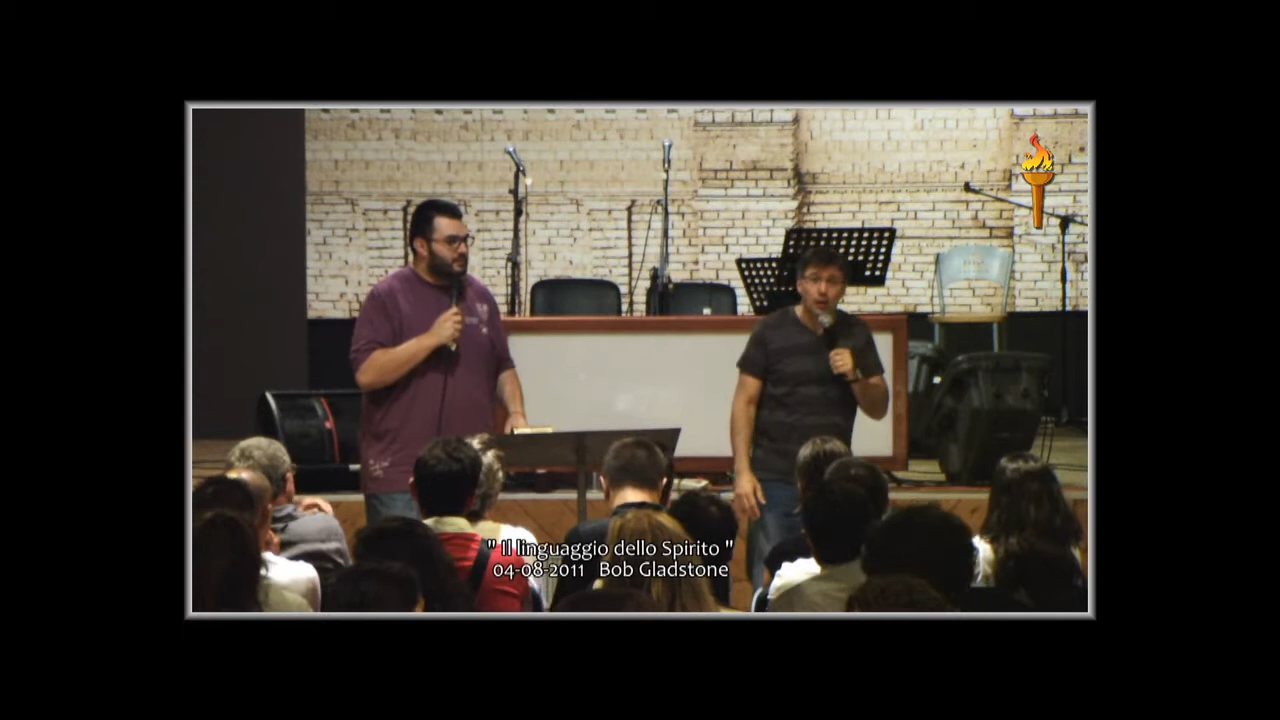 " Il linguaggio dello Spirito "
04-08-2011 Bob Gladstone